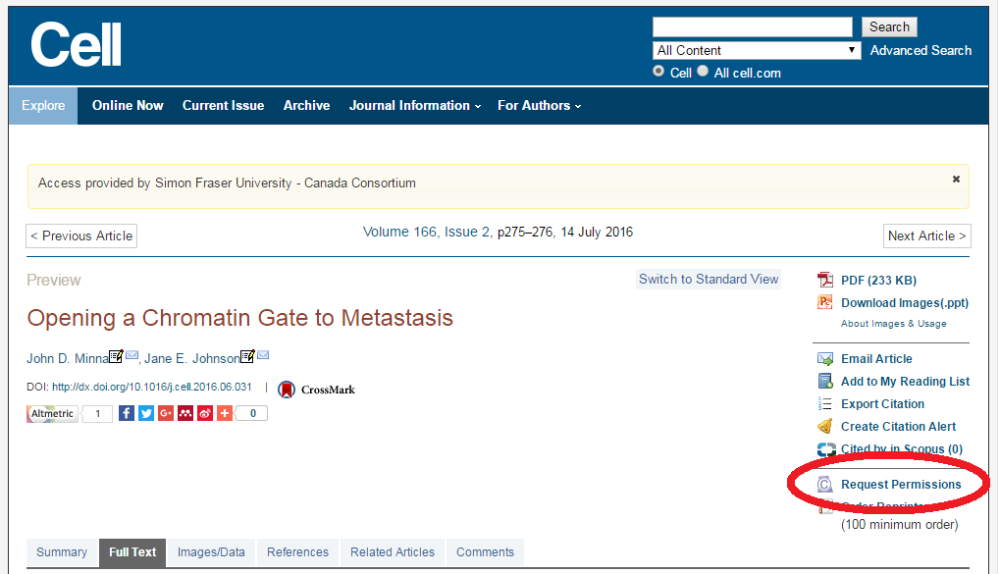 Cell
Search
All Content
Advanced Search
Cell All cell.com
Explore Online Now Current Issue Archive Journal Information For Authors
Access provided by Simon Fraser University - Canada Consortium
< Previous Article Volume 166, Issue 2, p275–276, 14 July 2016 Next Article >
Preview
Switch to Standard View
Opening a Chromatin Gate to Metastasis
John D. Minna, Jane E. Johnson
DOI: http://dx.doi.org/10.1016/j.cell.2016.06.031 | CrossMark
Altmetric 1 0
PDF (233 KB)
Download Images(.ppt)
About Images & Usage
Email Article
Add to My Reading List
Export Citation
Create Citation Alert
Cited by in Scopus (0)
Request Permissions
Order Reprints
(100 minimum order)
Summary Full Text Images/Data References Related Articles Comments